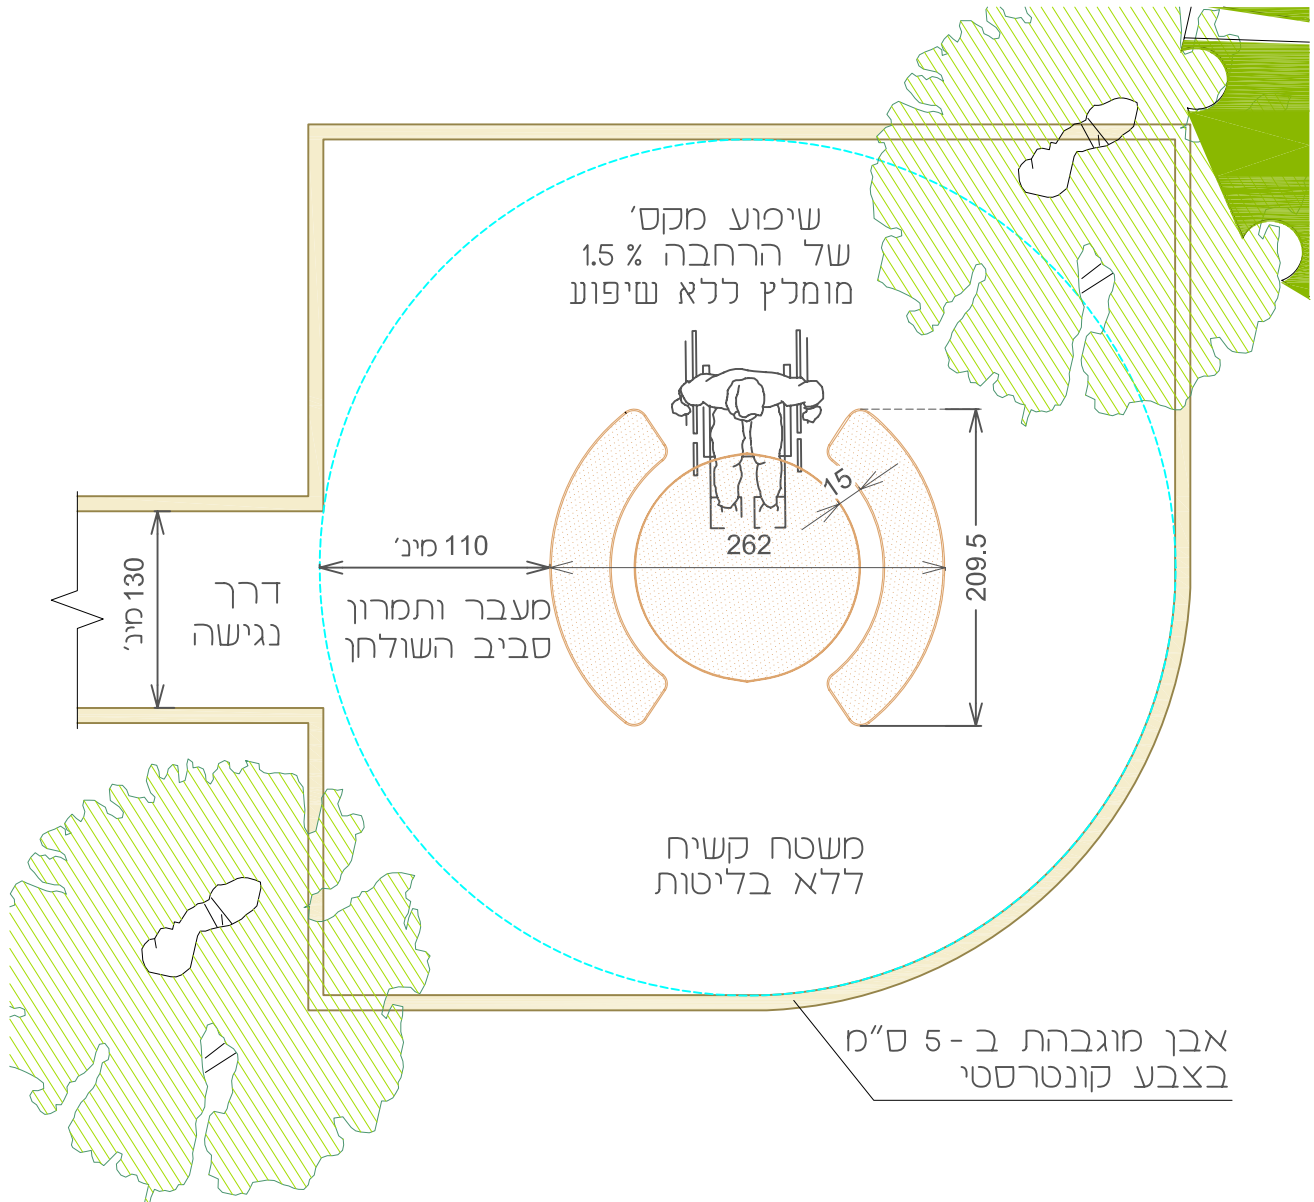 שיפוע מקס'
של הרחבה % 1.5
מומלץ ללא שיפוע
15
262
209.5
110 מינ'
מעבר ותמרון
סביב השולחן
130 מינ'
דרך
נגישה
משטח קשיח
ללא בליטות
אבן מוגבהת ב - 5 ס"מ
בצבע קונטרסטי